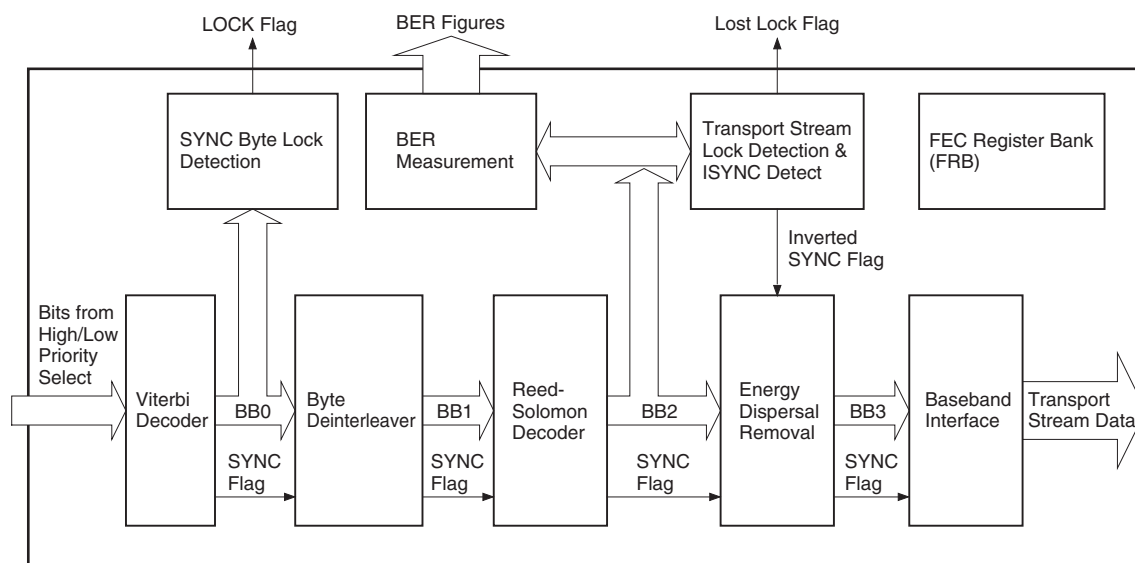 LOCK Flag
BER Figures
Lost Lock Flag
SYNC Byte Lock
Detection
BER
Measurement
Transport Stream
Lock Detection &
ISYNC Detect
FEC Register Bank
(FRB)
Inverted
SYNC Flag
Bits from
High/Low
Priority
Select
Viterbi
Decoder
BB0
SYNC
Flag
Byte
Deinterleaver
BB1
SYNC
Flag
Reed-
Solomon
Decoder
BB2
SYNC
Flag
Energy
Dispersal
Removal
BB3
SYNC
Flag
Baseband
Interface
Transport
Stream Data